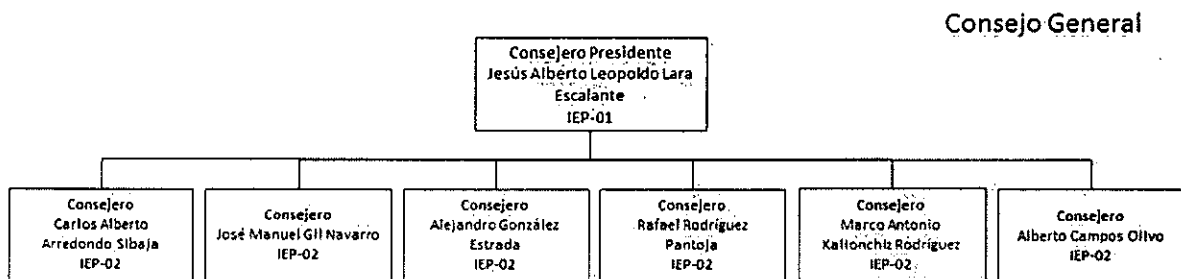 Consejo General
Consejero Presidente
Jesús Alberto Leopoldo Lara
Escalante
IEP-01
Consejero
Carlos Alberto
Arredondo Sibaja
IEP-02
Consejero
José Manuel Gil Navarro
IEP-02
Consejero
Alejandro González
Estrada
IEP-02
Consejero
Rafael Rodríguez
Pantoja
IEP-02
Consejero
Marco Antonio
Kalionchiz Rodríguez
IEP-02
Consejero
Alberto Campos Olivo
IEP-02